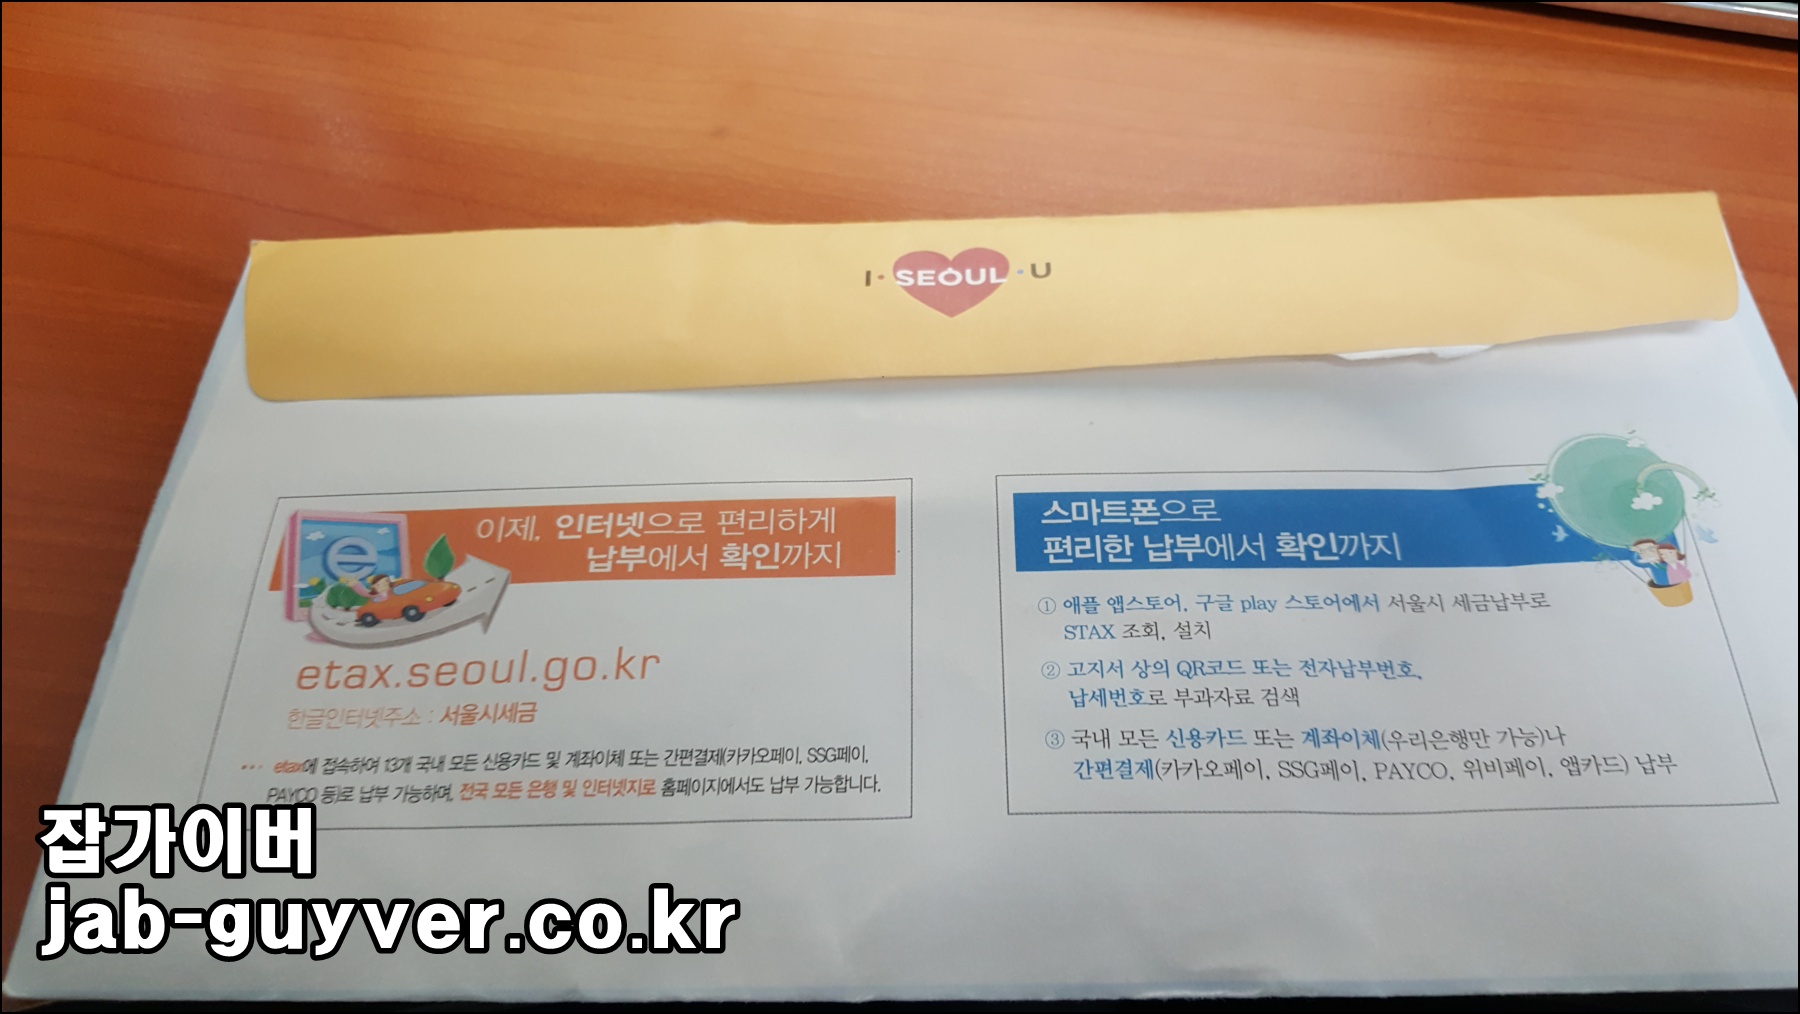 I·SEOUL·U
이제, 인터넷으로 편리하게
납부에서 확인까지
etax.seoul.go.kr
한글인터넷주소 : 서울시세금
··· etax에 접속하여 13개 국내 모든 신용카드 및 계좌이체 또는 간편결제(카카오페이, SSG페이,
PAYCO 등)로 납부 가능하며, 전국 모든 은행 및 인터넷지로 홈페이지에서도 납부 가능합니다.
스마트폰으로
편리한 납부에서 확인까지
① 애플 앱스토어, 구글 play 스토어에서 서울시 세금납부로
STAX 조회, 설치
② 고지서 상의 QR코드 또는 전자납부번호,
납세번호로 부과자료 검색
③ 국내 모든 신용카드 또는 계좌이체(우리은행만 가능)나
간편결제(카카오페이, SSG페이, PAYCO, 위비페이, 앱카드) 납부
잡가이버
jab-guyver.co.kr